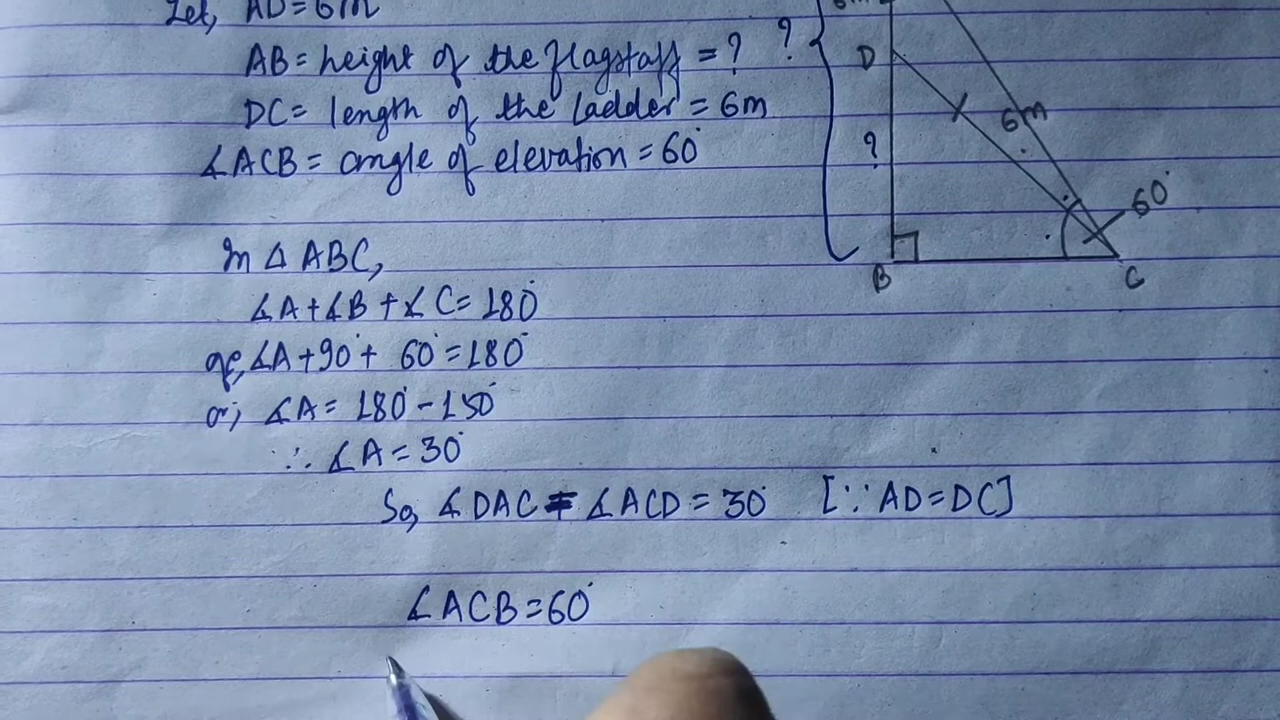 Let, AD=6m
AB=height of the flagstaff=?
DC=length of the ladder=6m
∡ACB=angle of elevation=60°
In Δ ABC,
∡A+∡B+∡C=180°
or, ∡A+90°+60°=180°
or, ∡A=180°-150°
∴ ∡A=30°
So, ∡DAC=∡ACD=30° [∵AD=DC]
∡ACB=60°
?
D
6m
?
60°
B
C